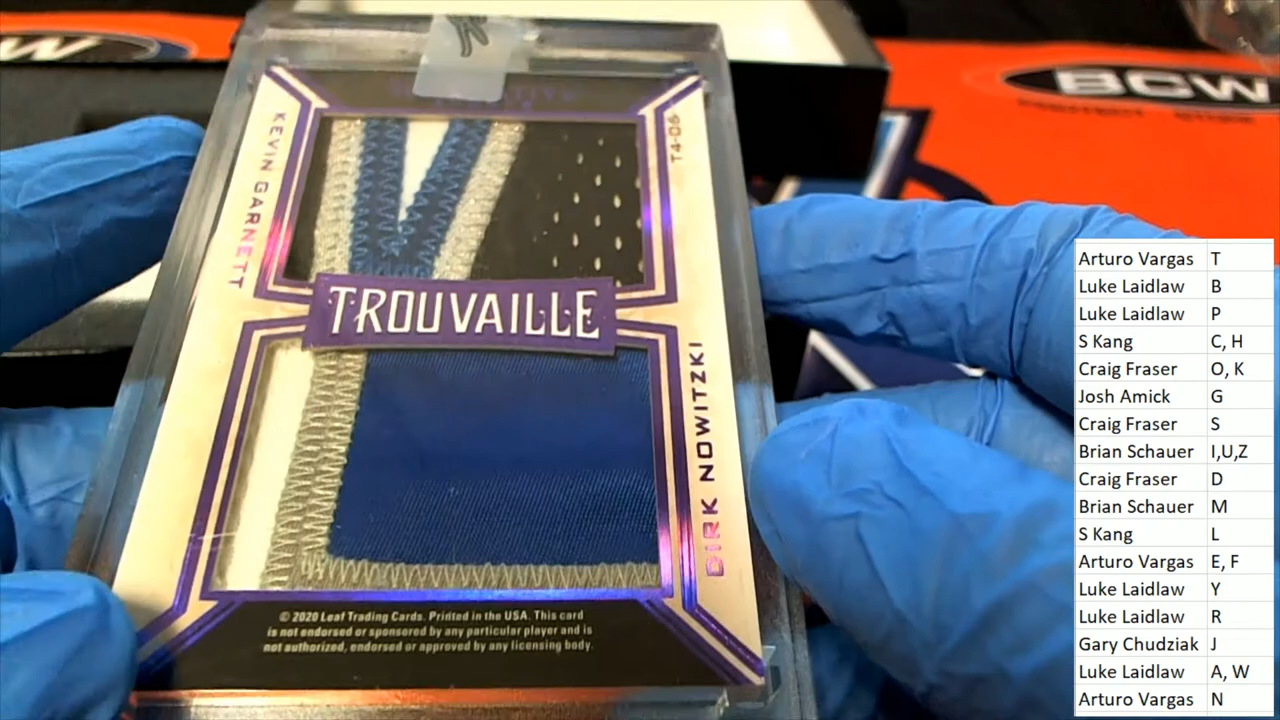 BCW
KEVIN GARNETT
T4-06
TROUVAILLE
DIRK NOWITZKI
© 2020 Leaf Trading Cards. Printed in the USA. This card
is not endorsed or sponsored by any particular player and is
not authorized, endorsed or approved by any licensing body.
Arturo Vargas T
Luke Laidlaw B
Luke Laidlaw P
S Kang C, H
Craig Fraser O, K
Josh Amick G
Craig Fraser S
Brian Schauer I,U,Z
Craig Fraser D
Brian Schauer M
S Kang L
Arturo Vargas E, F
Luke Laidlaw Y
Luke Laidlaw R
Gary Chudziak J
Luke Laidlaw A, W
Arturo Vargas N